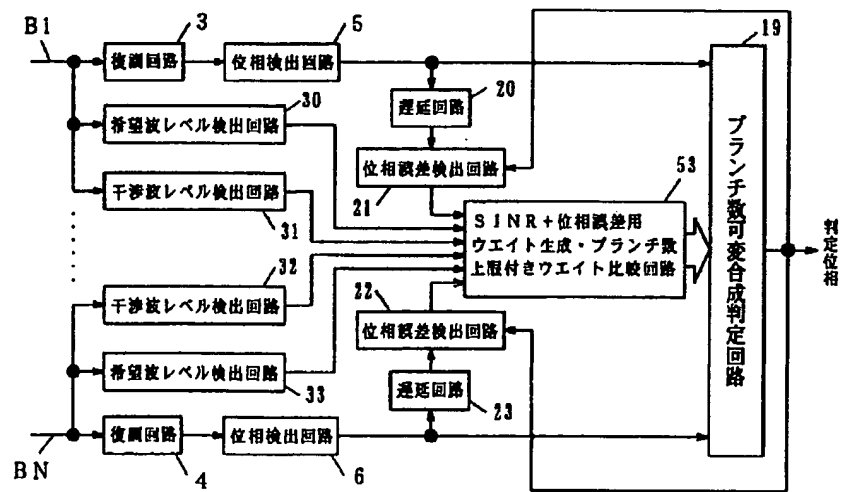 B1
3
復調回路
5
位相検出回路
19
30
希望波レベル検出回路
20
遅延回路
干渉波レベル検出回路
31
位相誤差検出回路
21
53
SINR+位相誤差用
ウエイト生成・ブランチ数
上限付きウエイト比較回路
ブランチ数可変合成判定回路
判定位相
32
干渉波レベル検出回路
22
位相誤差検出回路
希望波レベル検出回路
33
遅延回路
23
BN
復調回路
4
位相検出回路
6